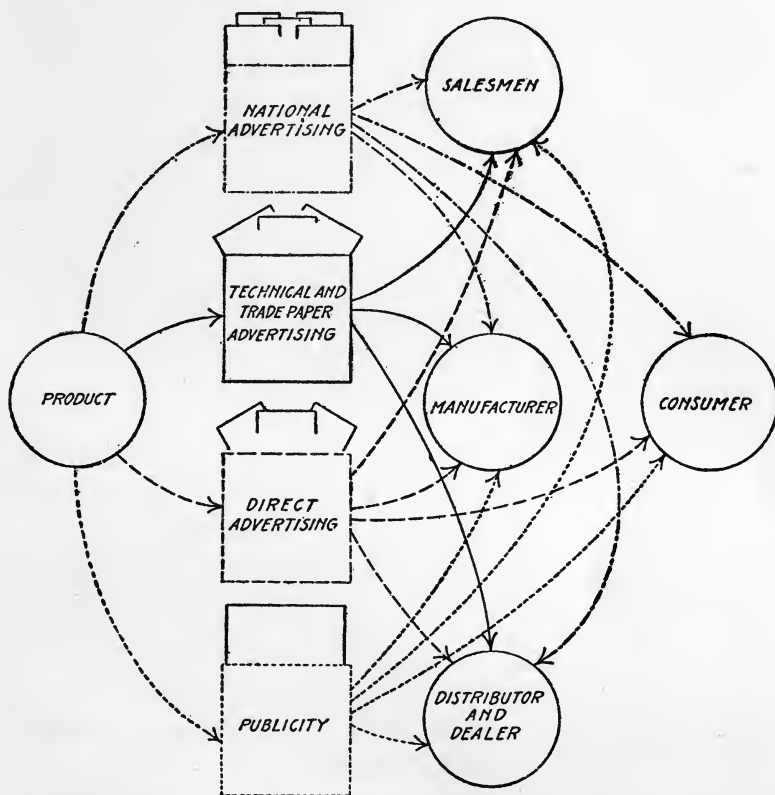 NATIONAL
ADVERTISING
SALESMEN
TECHNICAL AND
TRADE PAPER
ADVERTISING
PRODUCT
MANUFACTURER
CONSUMER
DIRECT
ADVERTISING
PUBLICITY
DISTRIBUTOR
AND
DEALER